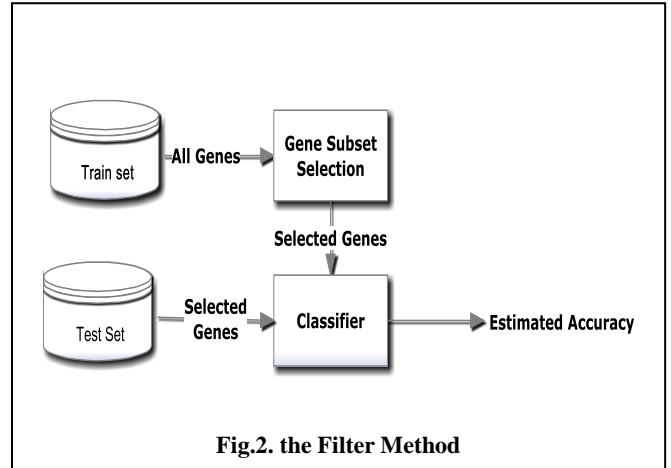 Train set
All Genes
Gene Subset
Selection
Selected Genes
Test Set
Selected
Genes
Classifier
Estimated Accuracy
Fig.2. the Filter Method